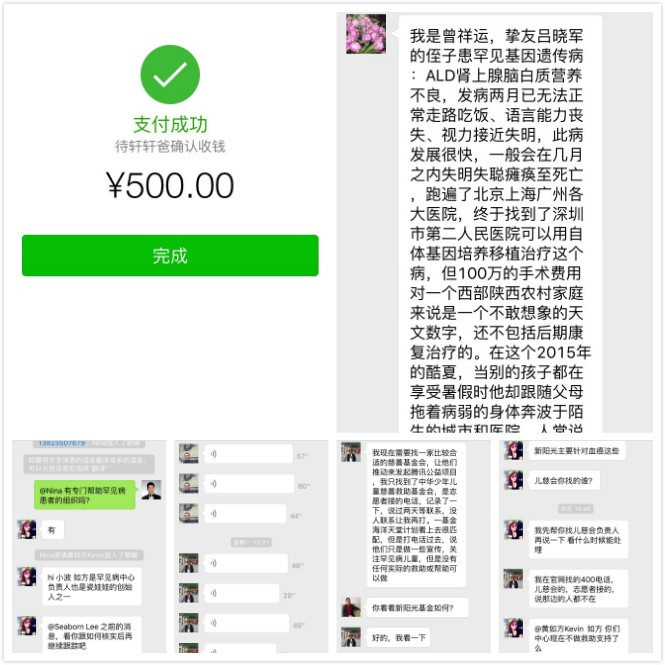 支付成功
待轩轩爸确认收钱
¥500.00
完成
我是曾祥运，挚友吕晓军
的侄子患罕见基因遗传病
：ALD肾上腺脑白质营养
不良，发病两月已无法正
常走路吃饭、语言能力丧
失、视力接近失明，此病
发展很快，一般会在几月
之内失明失聪瘫痪至死亡
，跑遍了北京上海广州各
大医院，终于找到了深圳
市第二人民医院可以用自
体基因培养移植治疗这个
病，但100万的手术费用
对一个西部陕西农村家庭
来说是一个不敢想象的天
文数字，还不包括后期康
复治疗的。在这个2015年
的酷夏，当别的孩子都在
享受暑假时他却跟随父母
拖着病弱的身体奔波于陌
生的城市和医院，人常说
@Nina 有专门帮助罕见病
患者的组织吗?
有
Nina邀请黄如方Kevin加入了群聊
hi 小波 如方是罕见病中心
负责人也是瓷娃娃的创始
人之一
@Seaborn Lee 之前的消
息，看你跟如何核实后再
继续跟踪吧
57"
60"
44"
48"
29"
49"
我现在需要找一家比较合
适的慈善基金会，让他们
推动来发起腾讯公益项目
，我只找到了中华少年儿
童慈善救助基金会，是志
愿者接的电话，记录了一
下，说过两天等联系，没
人联系让我再打，一基金
海洋天堂计划看上去很匹
配，但是打电话过去，说
他们只是做一些宣传，关
注罕见病儿童，但是没有
任何实际的救助或帮助可
以做
你看看新阳光基金如何?
好的，我看一下
新阳光主要针对血癌这些
儿慈会你找的谁?
我先帮你找儿慈会负责人
再说一下 看什么时候能处
理
我在官网找的400电话,
儿慈会的，志愿者接的，
说那边的人都不在
@黄如方Kevin 如方 你们
中心现在不做救助支持了
么